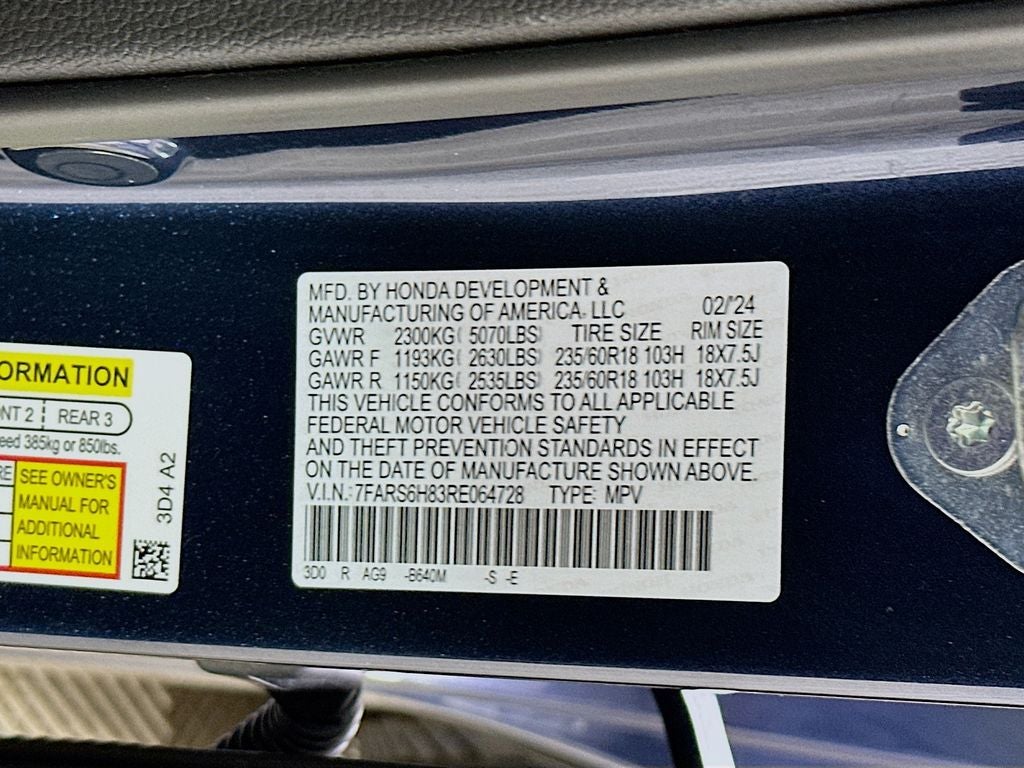 MFD. BY HONDA DEVELOPMENT &
MANUFACTURING OF AMERICA, LLC 02/'24
GVWR 2300KG( 5070LBS) TIRE SIZE RIM SIZE
GAWR F 1193KG( 2630LBS) 235/60R18 103H 18X7.5J
GAWR R 1150KG( 2535LBS) 235/60R18 103H 18X7.5J
THIS VEHICLE CONFORMS TO ALL APPLICABLE
FEDERAL MOTOR VEHICLE SAFETY
AND THEFT PREVENTION STANDARDS IN EFFECT
ON THE DATE OF MANUFACTURE SHOWN ABOVE.
V.I.N.: 7FARS6H83RE064728 TYPE: MPV
3D0 R AG9 -B640M -S -E
ORMATION
NT 2 REAR 3
eed 385kg or 850lbs.
RE
SEE OWNER'S
MANUAL FOR
ADDITIONAL
INFORMATION
3D4 A2